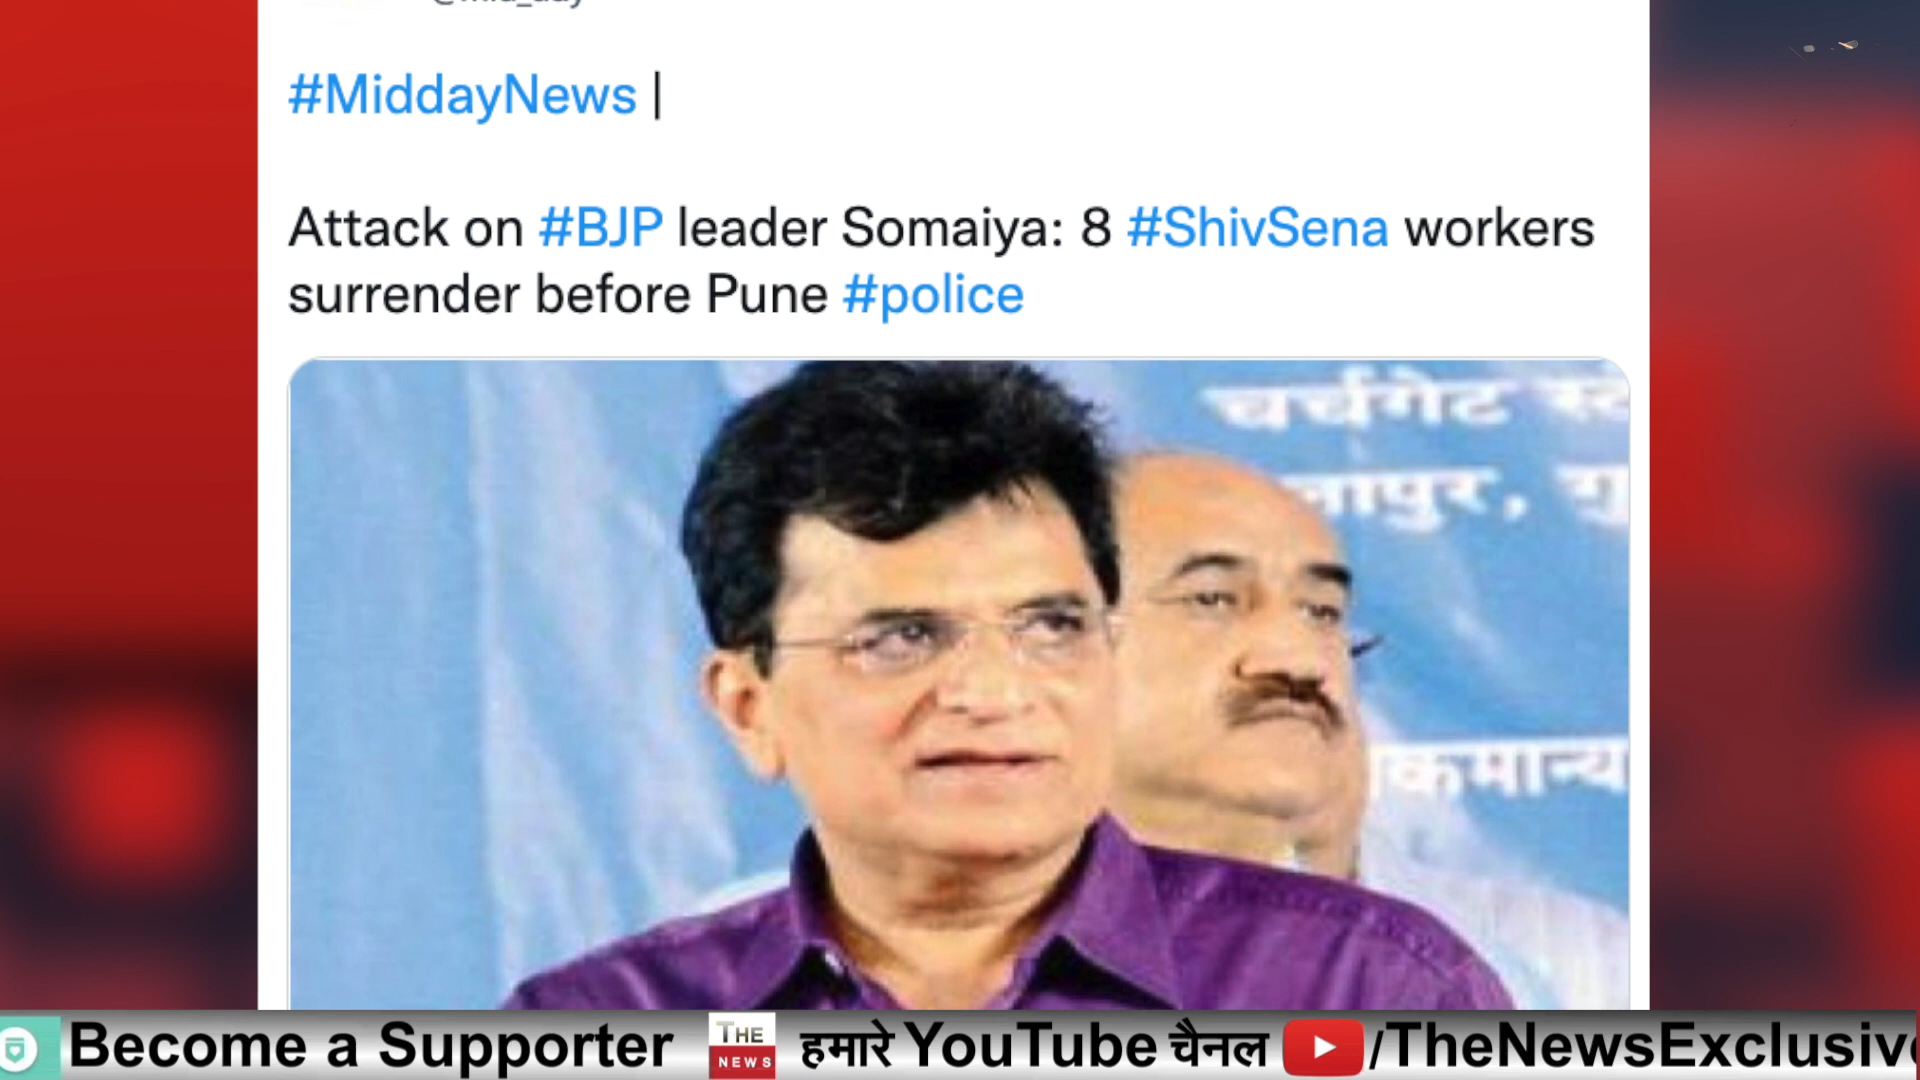 #MiddayNews |
Attack on #BJP leader Somaiya: 8 #ShivSena workers
surrender before Pune #police
चर्चगेट
Become a Supporter THE NEWS हमारे YouTube चैनल /TheNewsExclusive